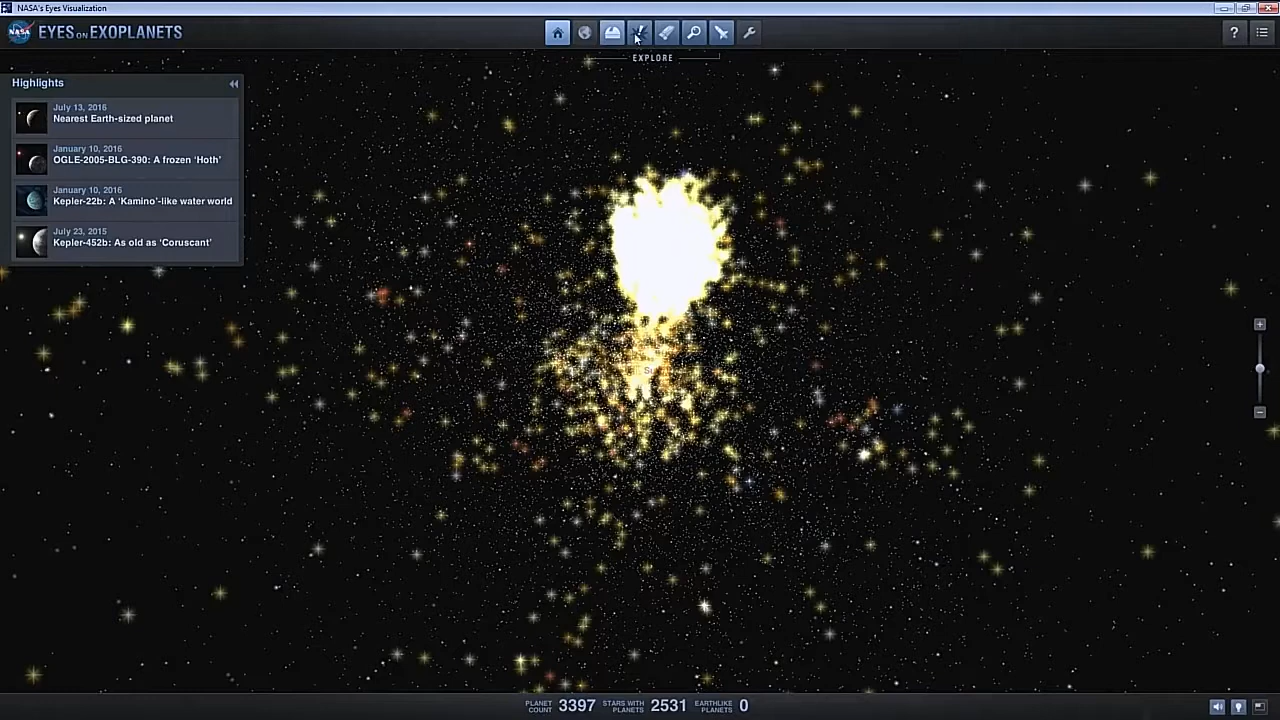 NASA's Eyes Visualization
NASA EYES ON EXOPLANETS
EXPLORE
?
Highlights
July 13, 2016
Nearest Earth-sized planet
January 10, 2016
OGLE-2005-BLG-390: A frozen ‘Hoth’
January 10, 2016
Kepler-22b: A ‘Kamino’-like water world
July 23, 2015
Kepler-452b: As old as ‘Coruscant’
PLANET COUNT 3397 STARS WITH PLANETS 2531 EARTHLIKE PLANETS 0